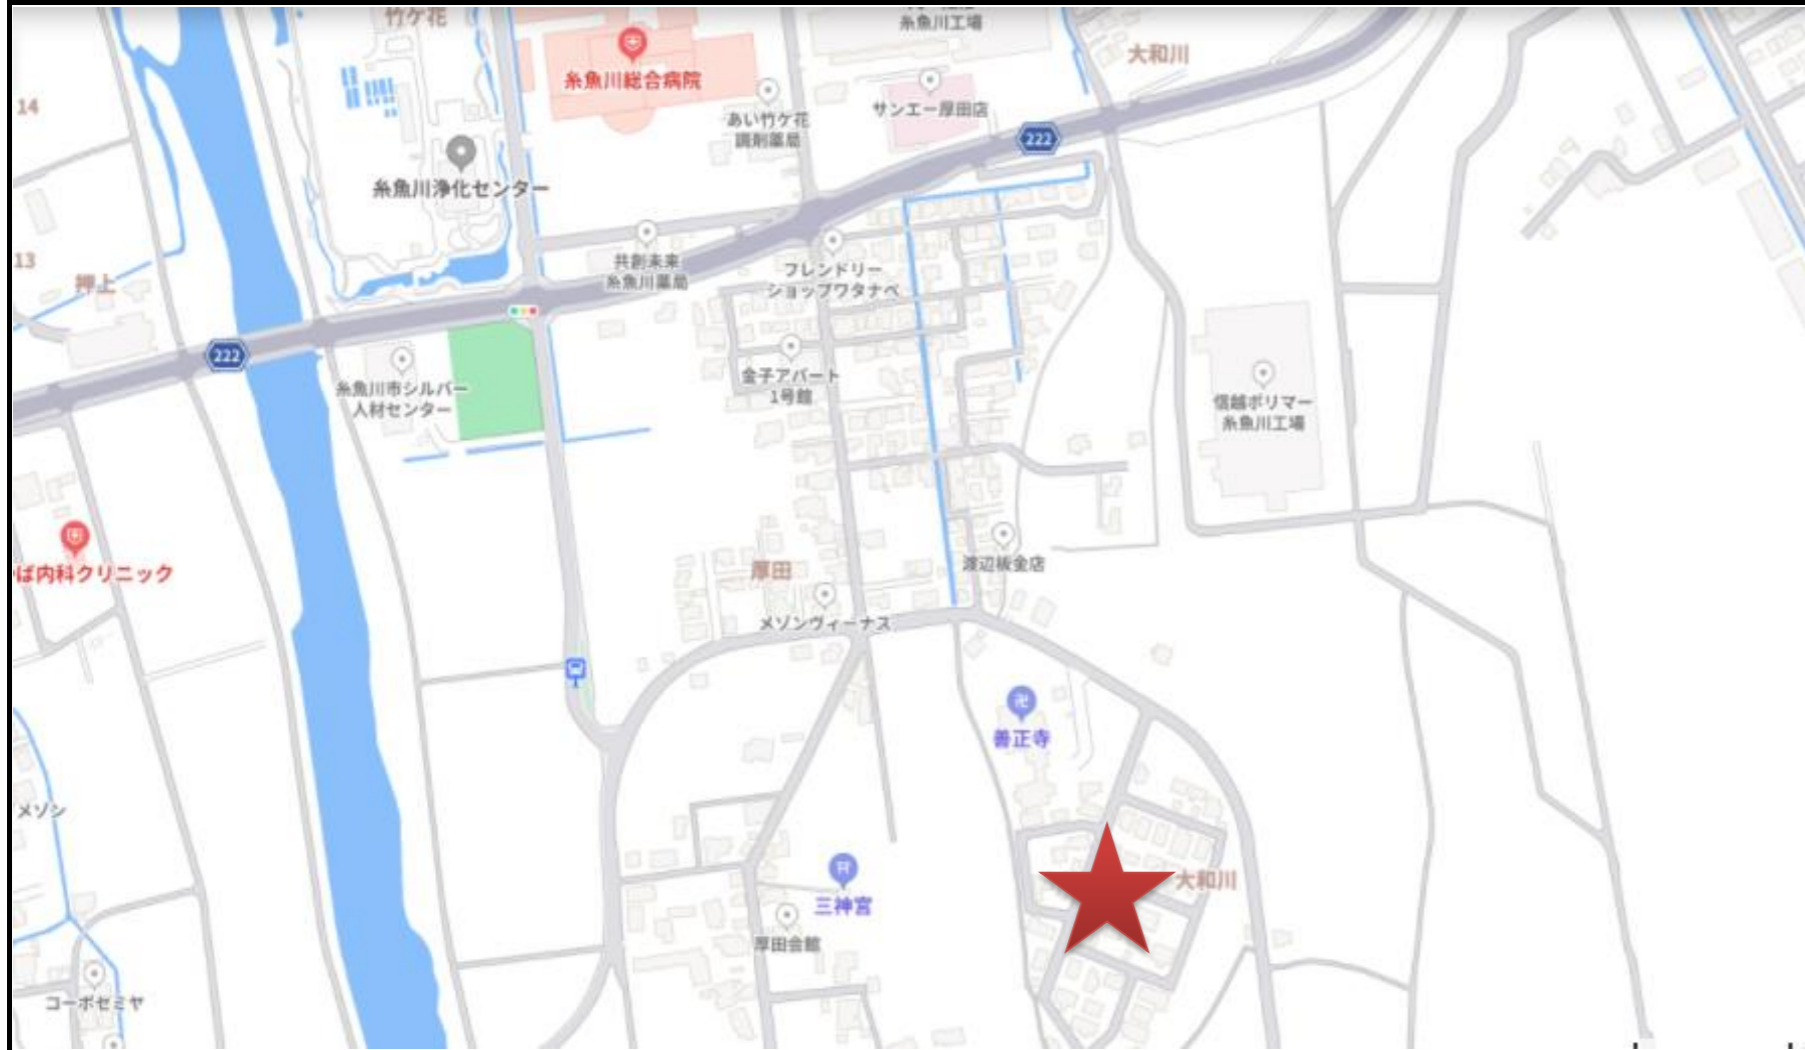 竹ケ花
糸魚川工場
大和川
糸魚川総合病院
14
あい竹ケ花
調剤薬局
サンエー厚田店
222
糸魚川浄化センター
13
押上
共創未来
糸魚川薬局
フレンドリー
ショップワタナベ
222
糸魚川市シルバー
人材センター
金子アパート
1号館
信越ポリマー
糸魚川工場
ば内科クリニック
厚田
渡辺板金店
メゾンヴィーナス
卍
善正寺
メゾン
大和川
三神宮
厚田会館
コーポセミヤ